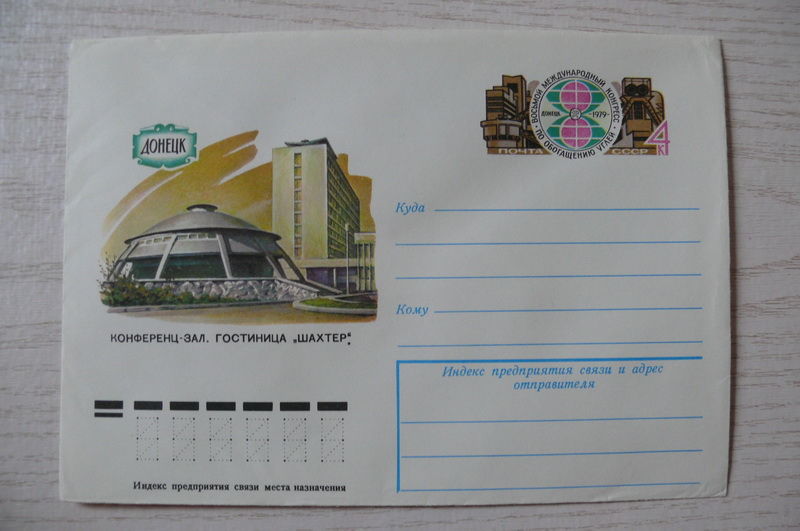 ВОСЬМОЙ МЕЖДУНАРОДНЫЙ КОНГРЕСС
ПО ОБОГАЩЕНИЮ УГЛЕЙ
ДОНЕЦК 1979
ПОЧТА СССР 4 К
ДОНЕЦК
КОНФЕРЕНЦ-ЗАЛ. ГОСТИНИЦА „ШАХТЕР“.
Куда
Кому
Индекс предприятия связи и адрес
отправителя
Индекс предприятия связи места назначения